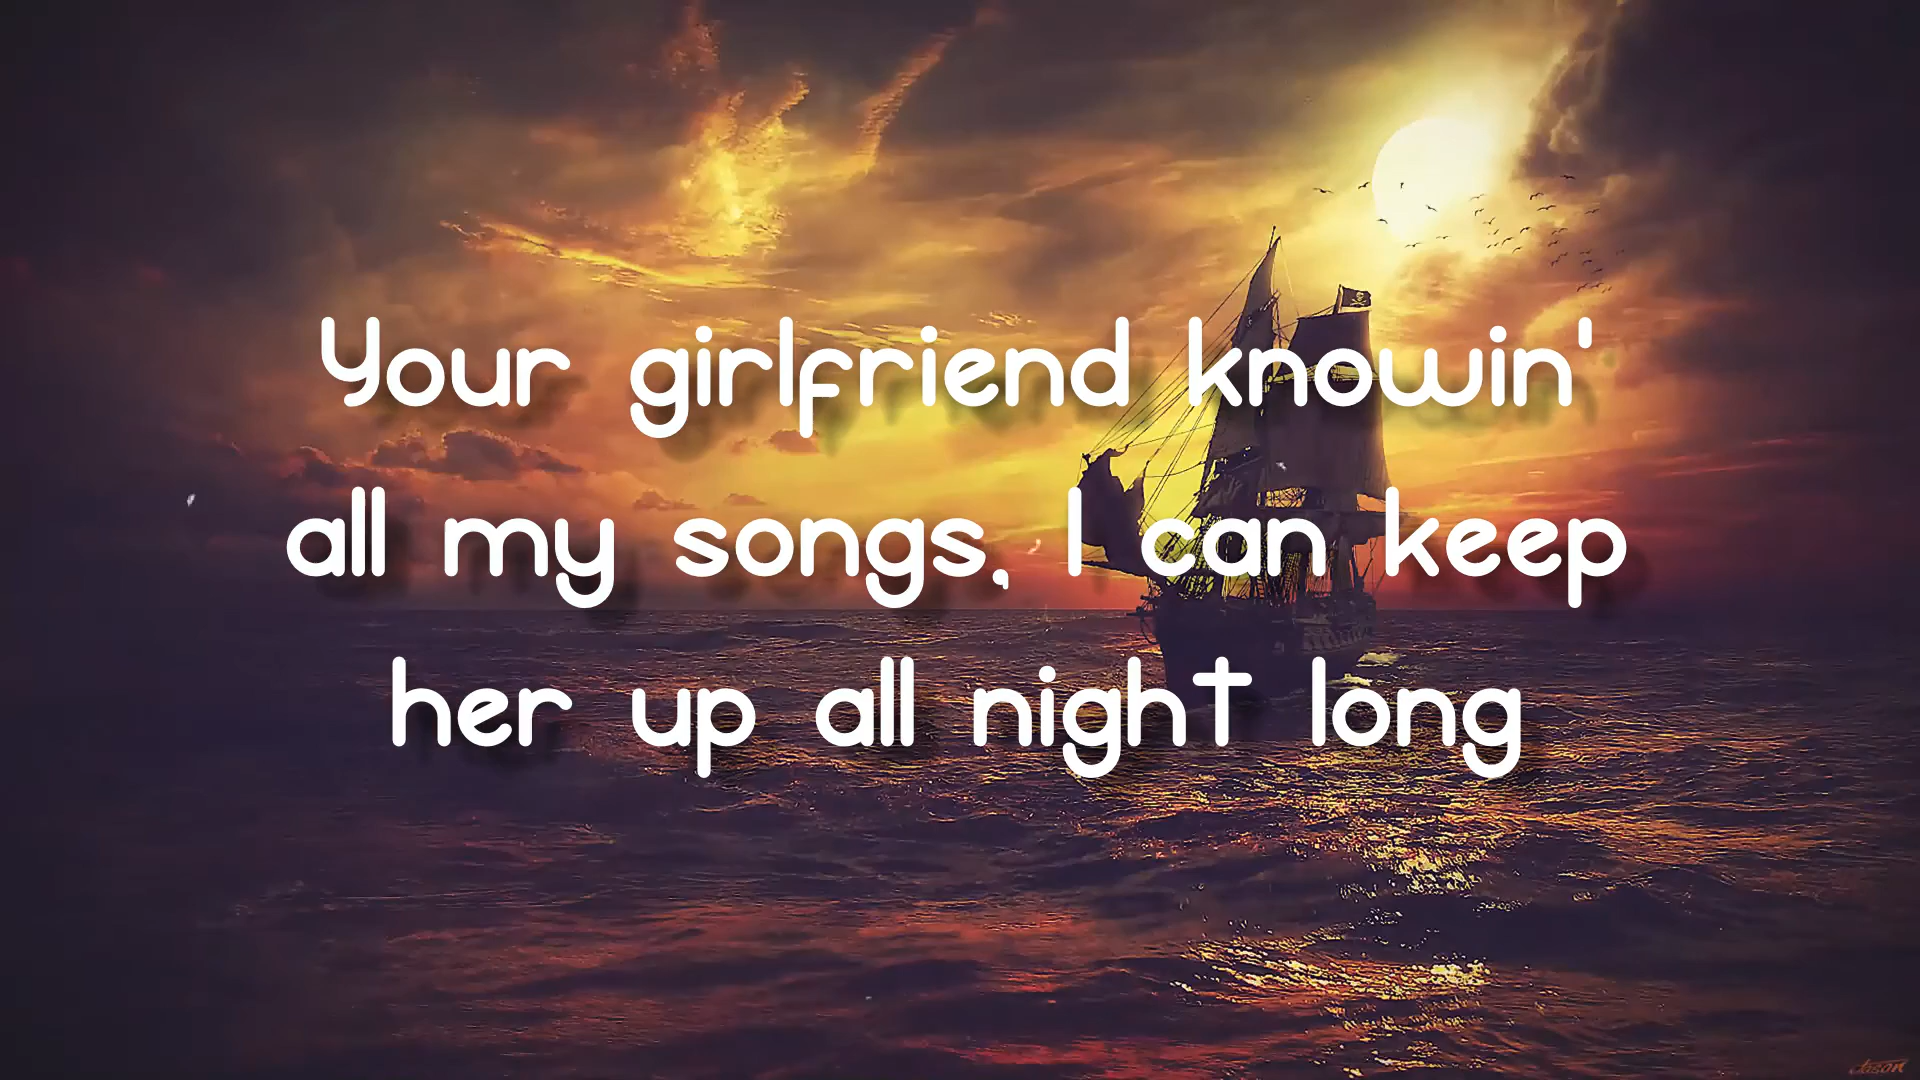 Your girlfriend knowin'
all my songs, I can keep
her up all night long